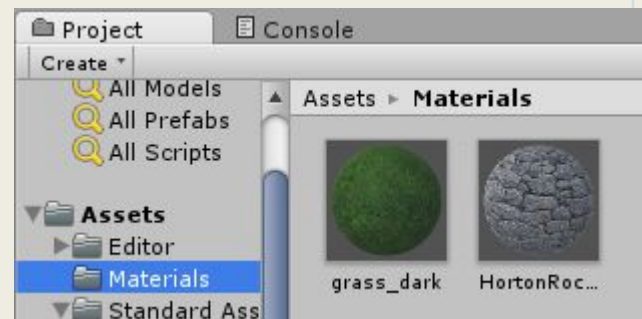 Project
Console
Create
All Models
All Prefabs
All Scripts
Assets
Editor
Materials
Standard Ass
Assets ▸ Materials
grass_dark
HortonRoc...